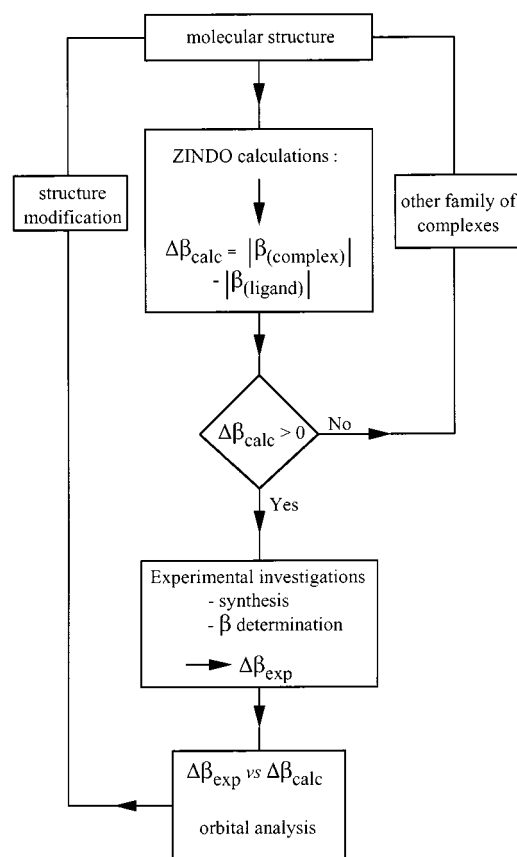 molecular structure
ZINDO calculations :
Δβcalc = |β(complex)|
- |β(ligand)|
structure
modification
other family of
complexes
Δβcalc > 0
No
Yes
Experimental investigations
- synthesis
- β determination
Δβexp
Δβexp vs Δβcalc
orbital analysis